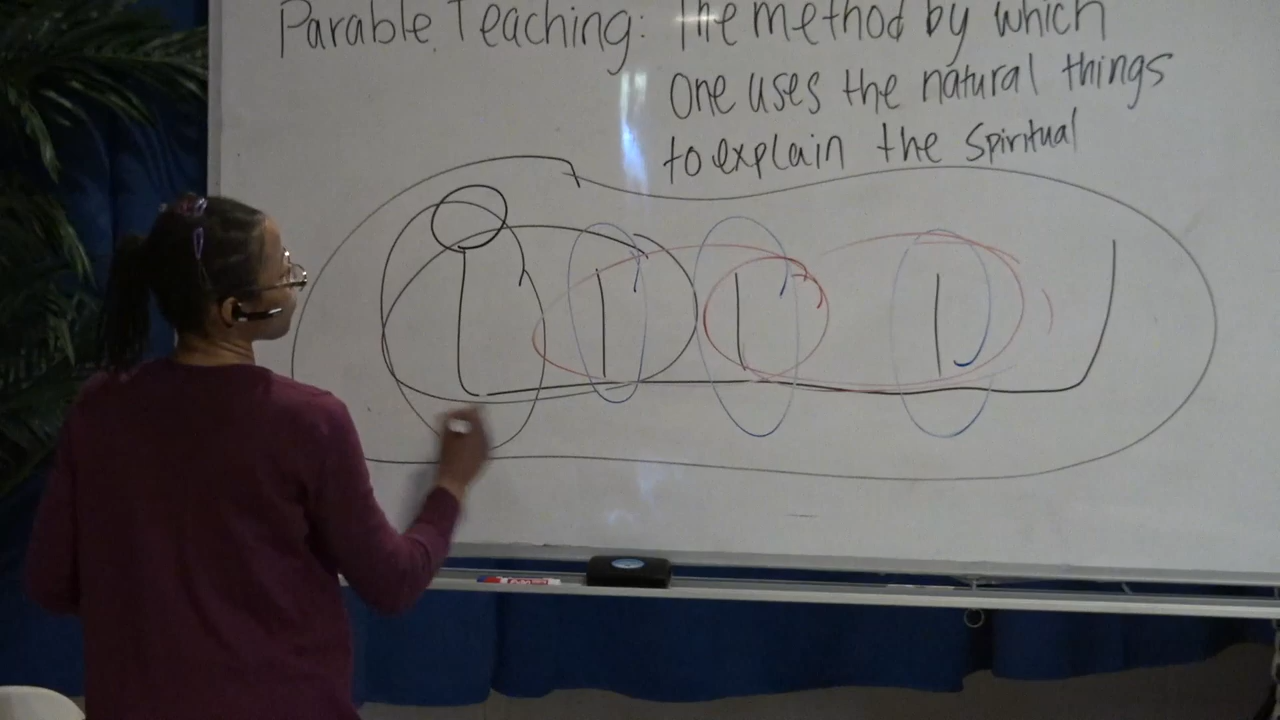 Parable Teaching: The method by which
one uses the natural things
to explain the spiritual